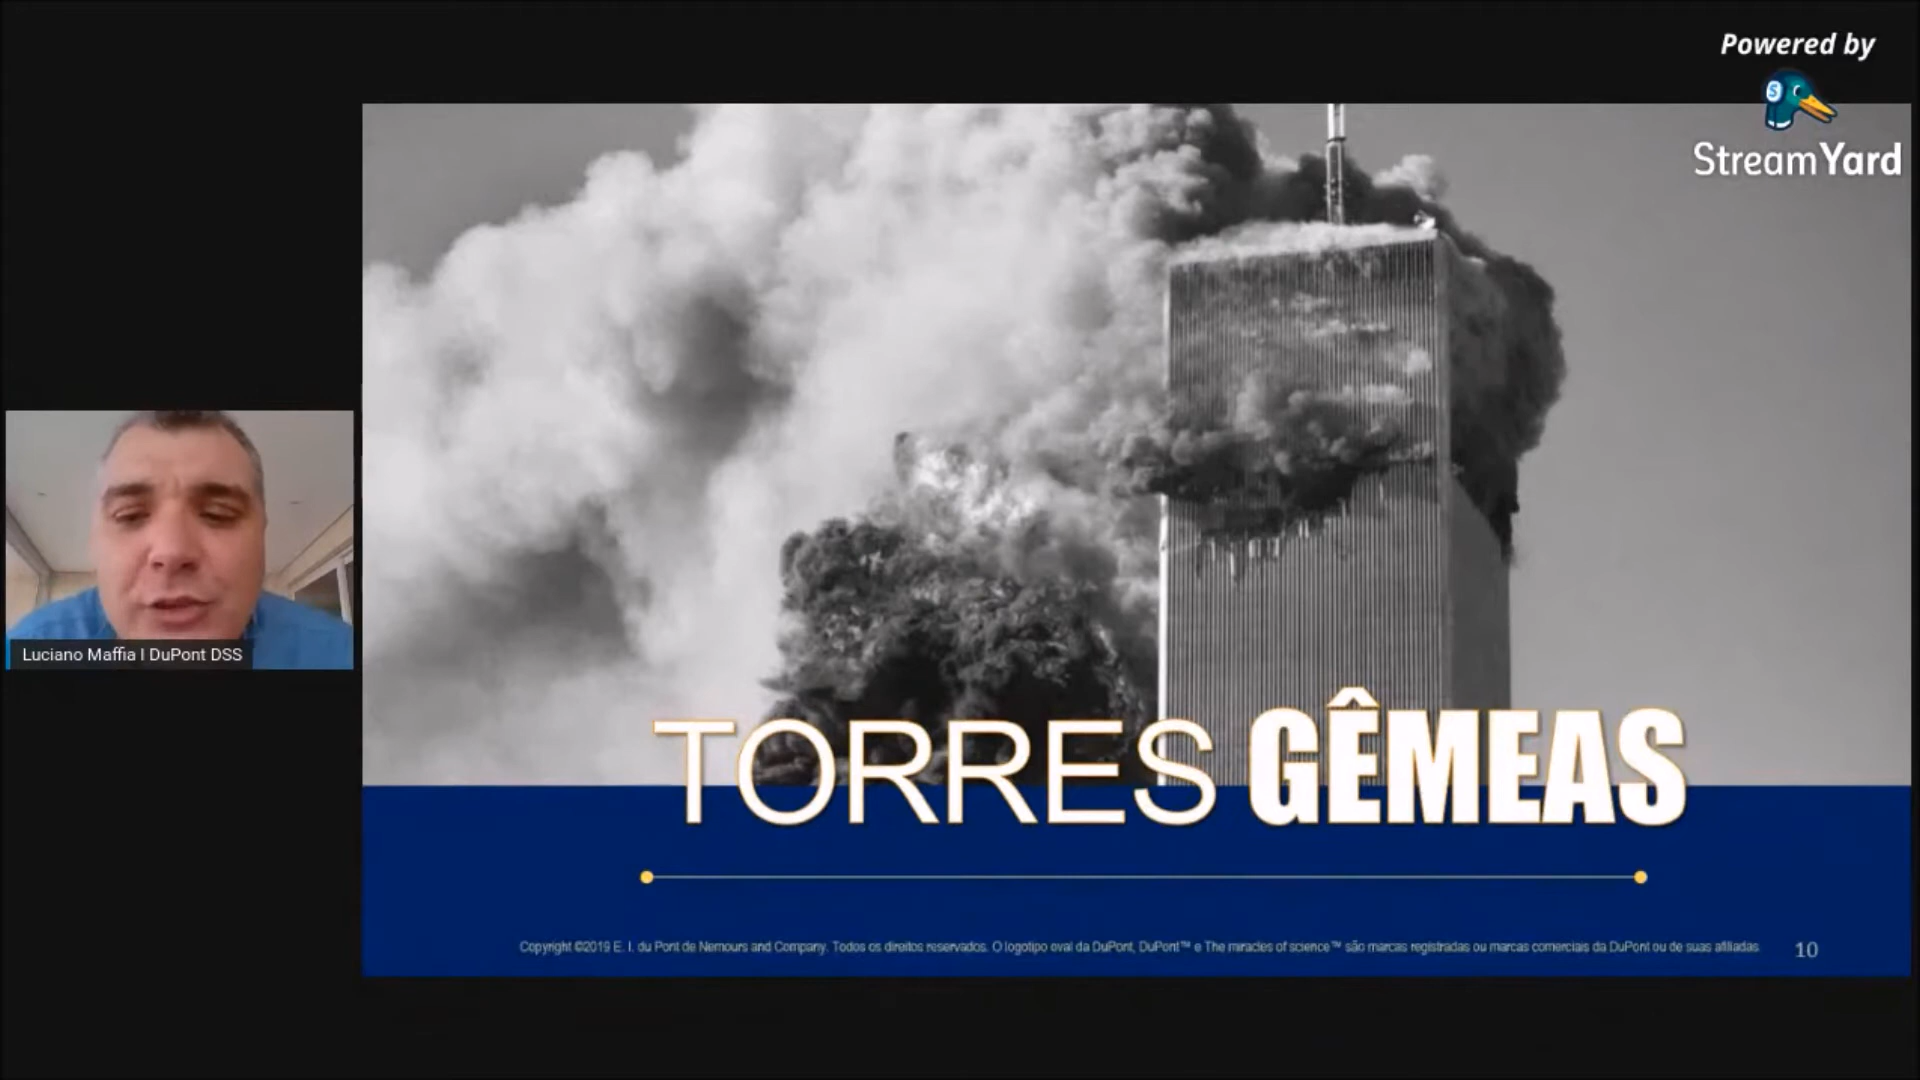 Powered by
StreamYard
Luciano Maffia I DuPont DSS
TORRES GÊMEAS
Copyright ©2019 E. I. du Pont de Nemours and Company. Todos os direitos reservados. O logotipo oval da DuPont, DuPont™ e The miracles of science™ são marcas registradas ou marcas comerciais da DuPont ou de suas afiliadas
10